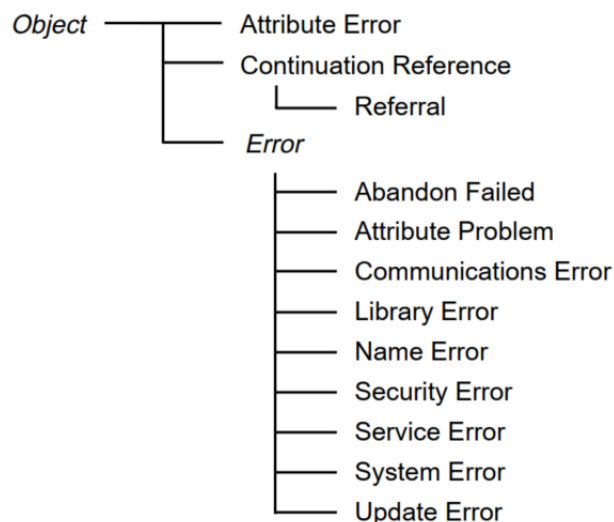 Object Attribute Error
Continuation Reference
Referral
Error
Abandon Failed
Attribute Problem
Communications Error
Library Error
Name Error
Security Error
Service Error
System Error
Update Error